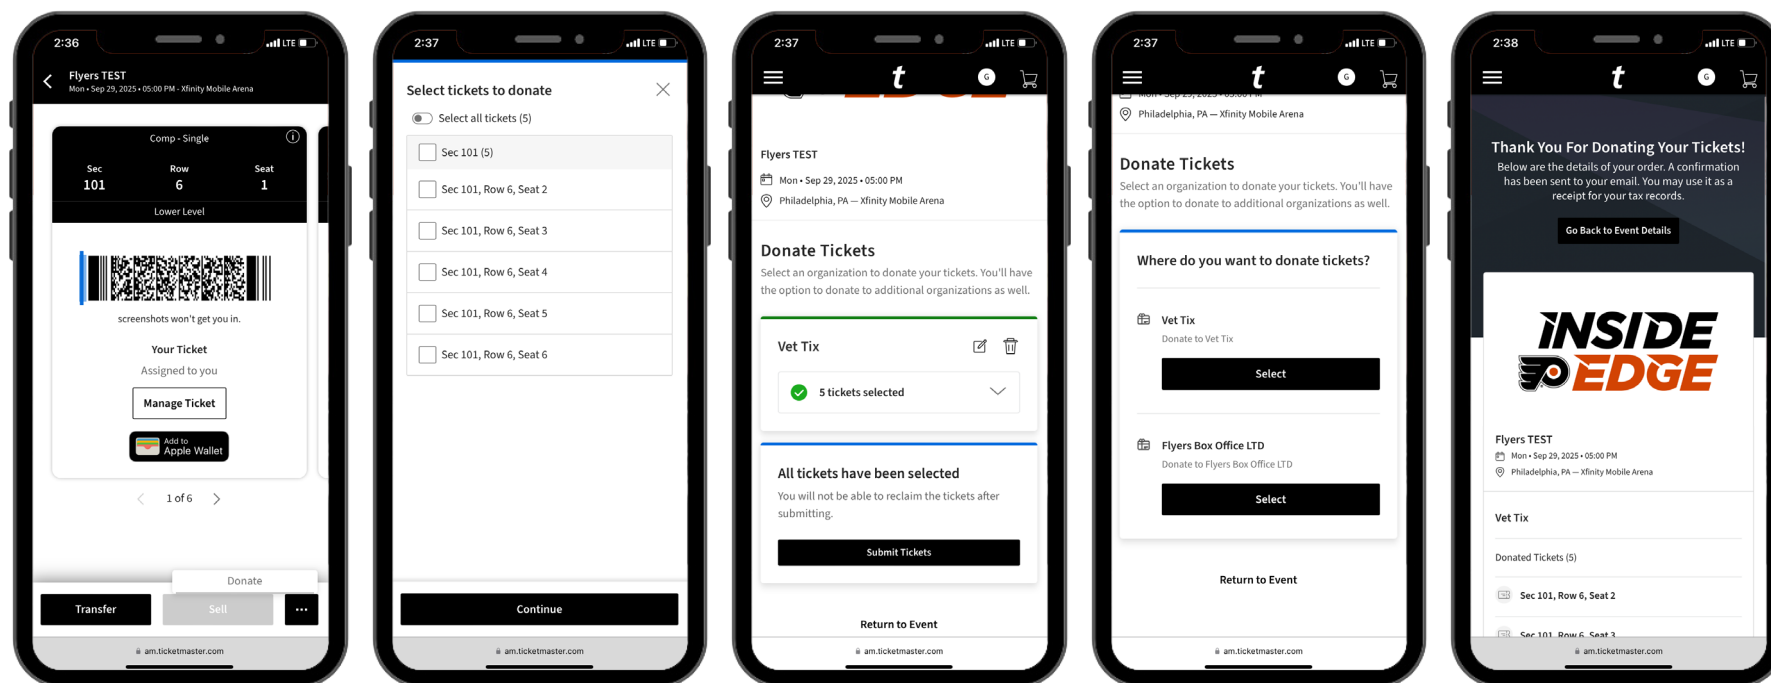 2:36
LTE
Flyers TEST
Mon • Sep 29, 2025 • 05:00 PM - Xfinity Mobile Arena
Comp - Single
Sec Row Seat
101 6 1
Lower Level
screenshots won't get you in.
Your Ticket
Assigned to you
Manage Ticket
Add to
Apple Wallet
1 of 6
Donate
Transfer
Sell
am.ticketmaster.com
2:37
LTE
Select tickets to donate
Select all tickets (5)
Sec 101 (5)
Sec 101, Row 6, Seat 2
Sec 101, Row 6, Seat 3
Sec 101, Row 6, Seat 4
Sec 101, Row 6, Seat 5
Sec 101, Row 6, Seat 6
Continue
am.ticketmaster.com
2:37
LTE
t
G
EDGE
Flyers TEST
Mon • Sep 29, 2025 • 05:00 PM
Philadelphia, PA — Xfinity Mobile Arena
Donate Tickets
Select an organization to donate your tickets. You'll have
the option to donate to additional organizations as well.
Vet Tix
5 tickets selected
All tickets have been selected
You will not be able to reclaim the tickets after
submitting.
Submit Tickets
Return to Event
am.ticketmaster.com
2:37
LTE
t
G
Mon • Sep 29, 2025 • 05:00 PM
Philadelphia, PA — Xfinity Mobile Arena
Donate Tickets
Select an organization to donate your tickets. You'll have
the option to donate to additional organizations as well.
Where do you want to donate tickets?
Vet Tix
Donate to Vet Tix
Select
Flyers Box Office LTD
Donate to Flyers Box Office LTD
Select
Return to Event
am.ticketmaster.com
2:38
LTE
t
G
Thank You For Donating Your Tickets!
Below are the details of your order. A confirmation
has been sent to your email. You may use it as a
receipt for your tax records.
Go Back to Event Details
INSIDE
EDGE
Flyers TEST
Mon • Sep 29, 2025 • 05:00 PM
Philadelphia, PA — Xfinity Mobile Arena
Vet Tix
Donated Tickets (5)
Sec 101, Row 6, Seat 2
Sec 101, Row 6, Seat 3
am.ticketmaster.com